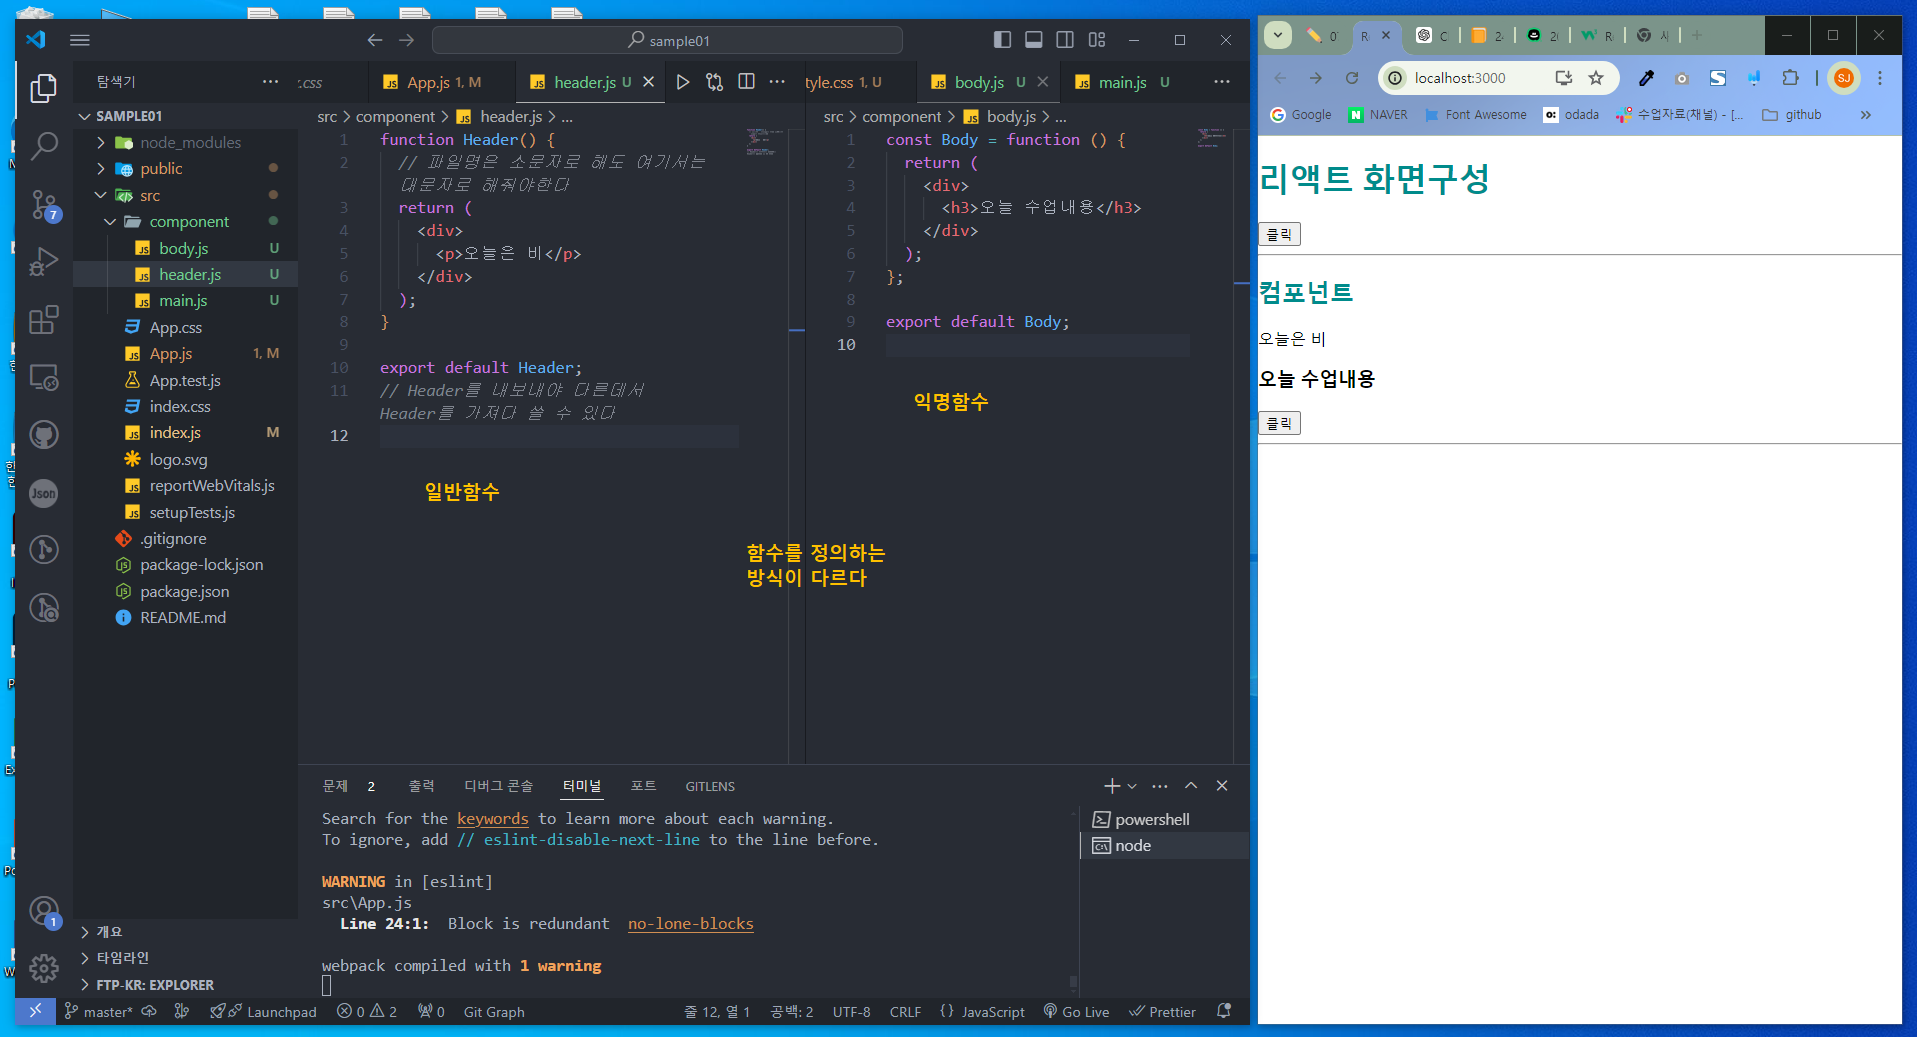 sample01
탐색기
SAMPLE01
node_modules
public
src
component
body.js U
header.js U
main.js U
App.css
App.js 1, M
App.test.js
index.css
index.js M
logo.svg
reportWebVitals.js
setupTests.js
.gitignore
package-lock.json
package.json
README.md
개요
타임라인
FTP-KR: EXPLORER
.css
App.js 1, M
header.js U
src component header.js ...
1 function Header() {
2 // 파일명은 소문자로 해도 여기서는
대문자로 해줘야한다
3 return (
4 <div>
5 <p>오늘은 비</p>
6 </div>
7 );
8 }
9
10 export default Header;
11 // Header를 내보내야 다른데서
Header를 가져다 쓸 수 있다
12
일반함수
tyle.css 1, U
body.js U
main.js U
src component body.js ...
1 const Body = function () {
2 return (
3 <div>
4 <h3>오늘 수업내용</h3>
5 </div>
6 );
7 };
8
9 export default Body;
10
익명함수
함수를 정의하는
방식이 다르다
문제 2 출력 디버그 콘솔 터미널 포트 GITLENS
Search for the keywords to learn more about each warning.
To ignore, add // eslint-disable-next-line to the line before.
WARNING in [eslint]
src\App.js
Line 24:1: Block is redundant no-lone-blocks
webpack compiled with 1 warning
powershell
node
7
Json
1
master* Launchpad 0 2 0 Git Graph 줄 12, 열 1 공백: 2 UTF-8 CRLF {} JavaScript Go Live Prettier
localhost:3000
SJ
Google NAVER Font Awesome odada 수업자료(채널) - [... github
리액트 화면구성
클릭
컴포넌트
오늘은 비
오늘 수업내용
클릭